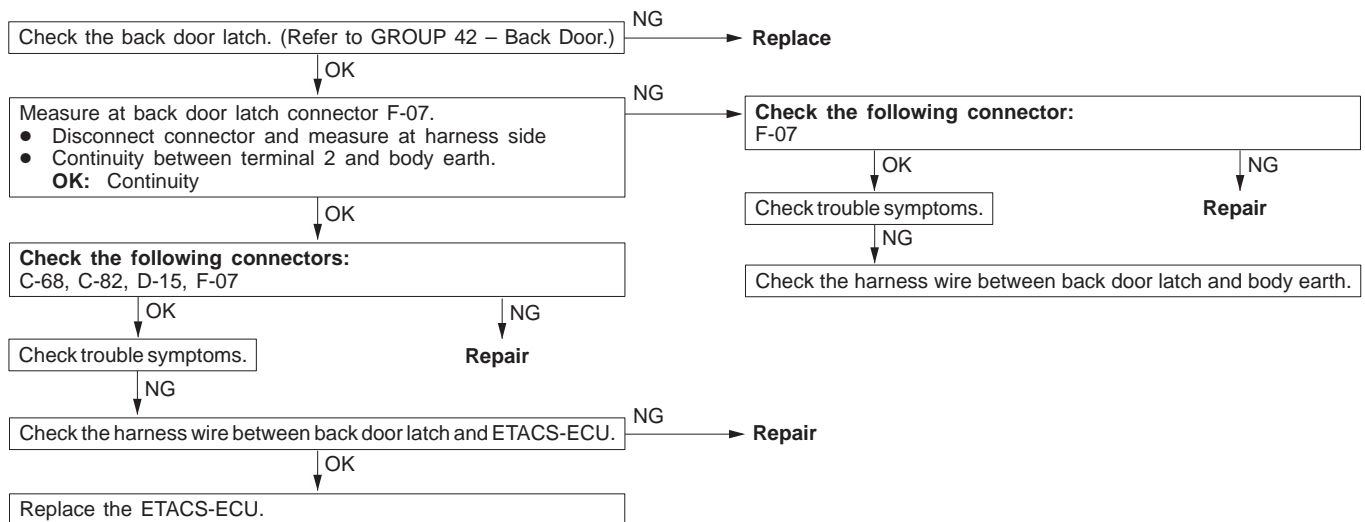 Check the back door latch. (Refer to GROUP 42 – Back Door.)
NG
Replace
OK
Measure at back door latch connector F-07.
● Disconnect connector and measure at harness side
● Continuity between terminal 2 and body earth.
OK: Continuity
NG
Check the following connector:
F-07
OK
NG
Check trouble symptoms.
Repair
NG
Check the harness wire between back door latch and body earth.
OK
Check the following connectors:
C-68, C-82, D-15, F-07
OK
NG
Check trouble symptoms.
Repair
NG
Check the harness wire between back door latch and ETACS-ECU.
NG
Repair
OK
Replace the ETACS-ECU.